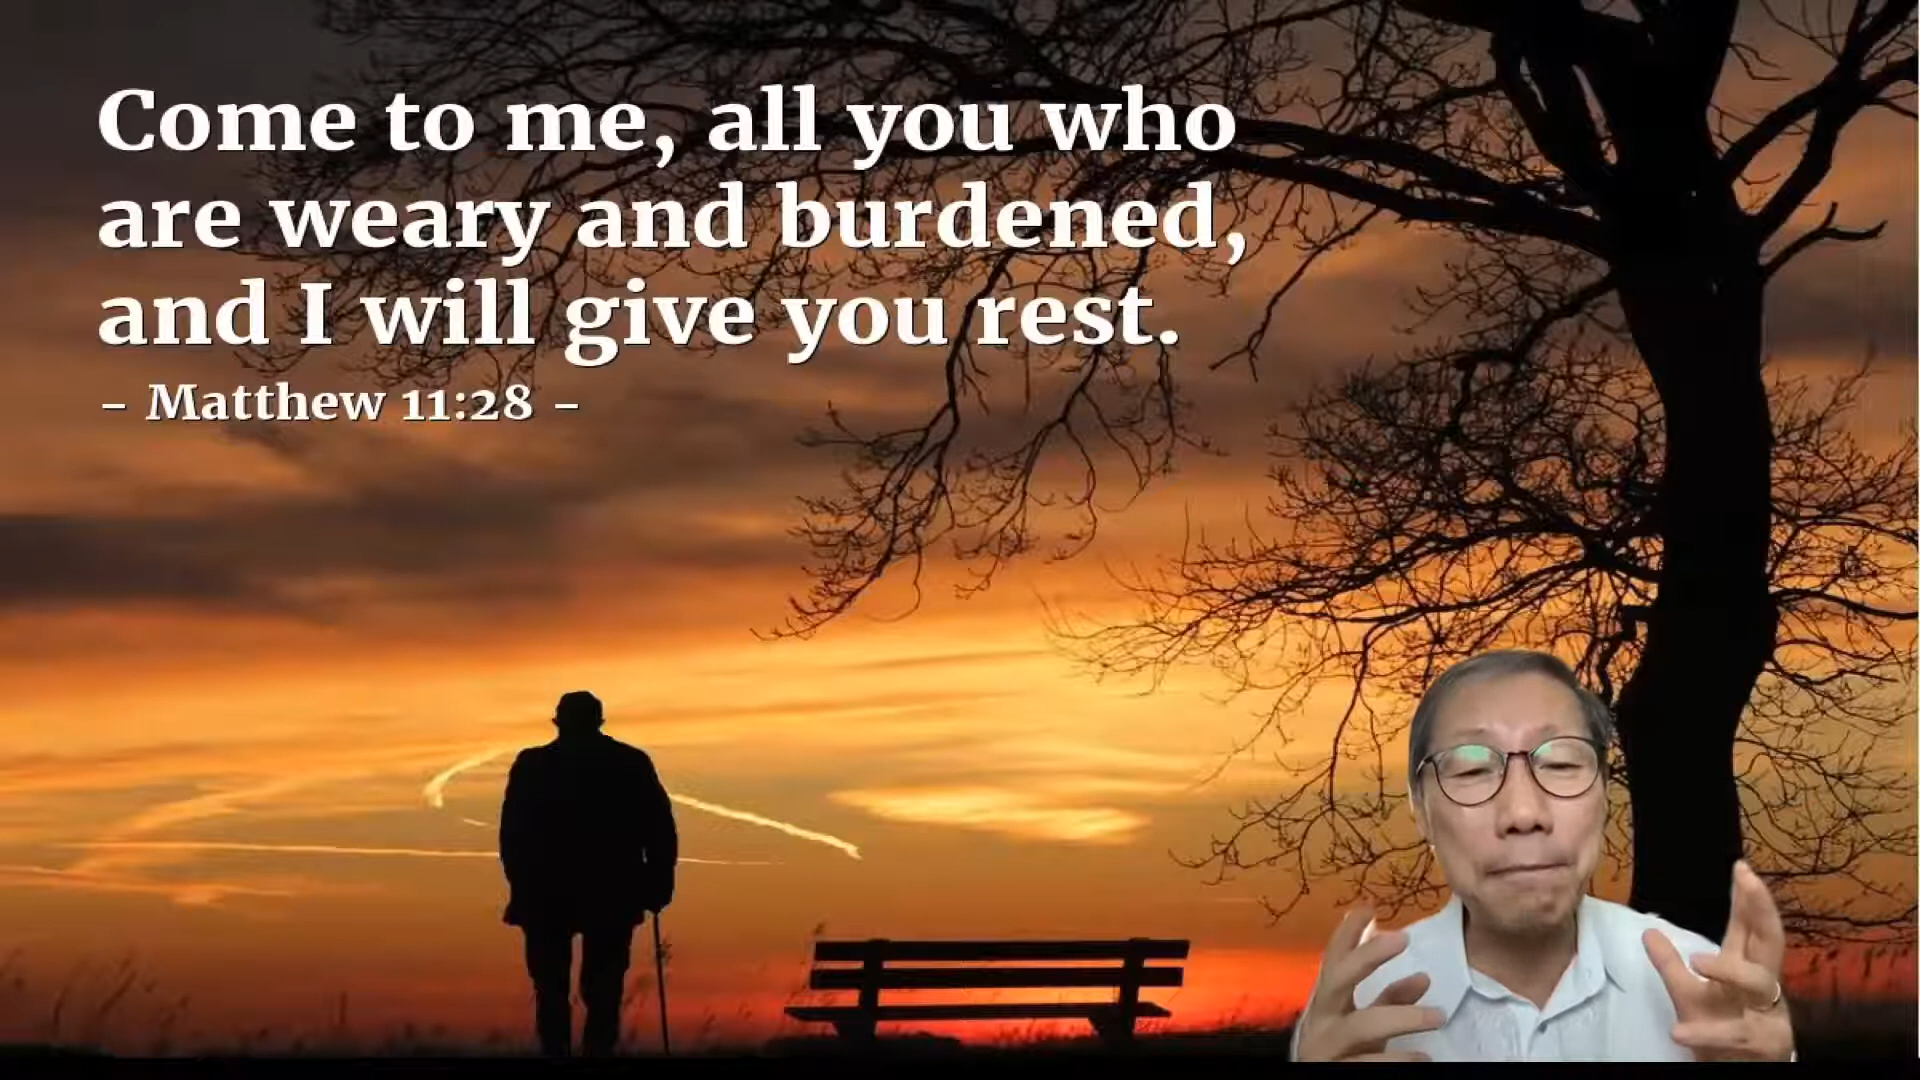 Come to me, all you who
are weary and burdened,
and I will give you rest.
- Matthew 11:28 -